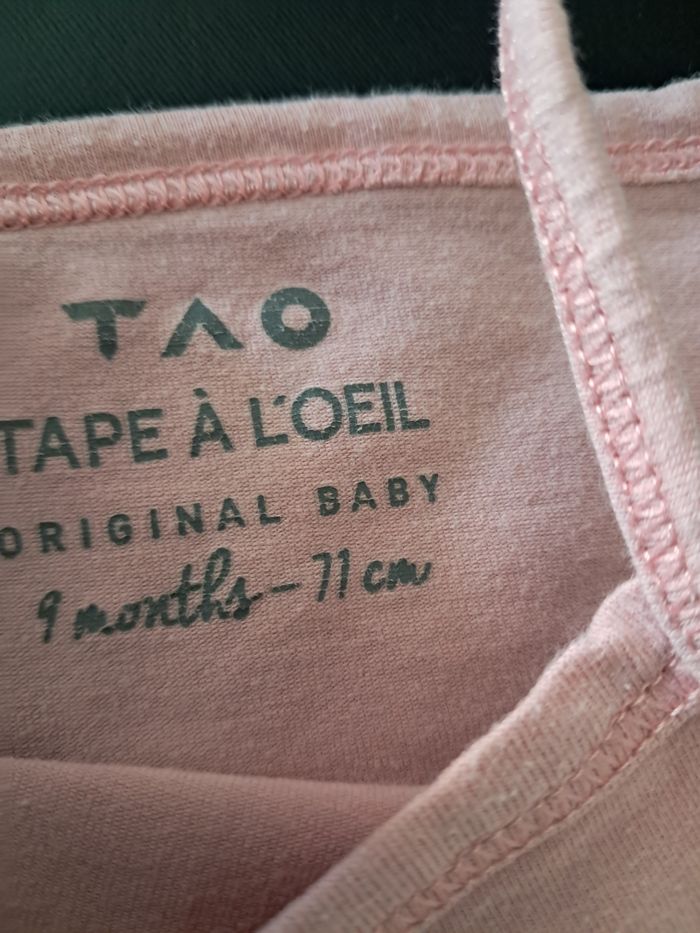 TAO
TAPE À L'OEIL
ORIGINAL BABY
9 months - 71 cm